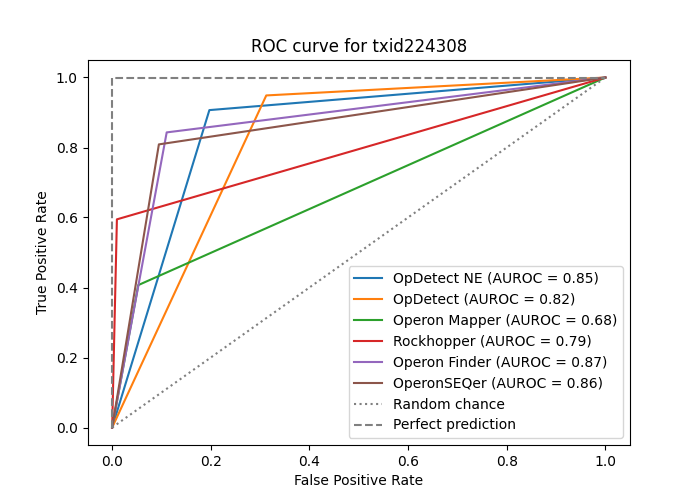 ROC curve for txid224308
True Positive Rate
1.0
0.8
0.6
0.4
0.2
0.0
0.0 0.2 0.4 0.6 0.8 1.0
False Positive Rate
OpDetect NE (AUROC = 0.85)
OpDetect (AUROC = 0.82)
Operon Mapper (AUROC = 0.68)
Rockhopper (AUROC = 0.79)
Operon Finder (AUROC = 0.87)
OperonSEQer (AUROC = 0.86)
Random chance
Perfect prediction